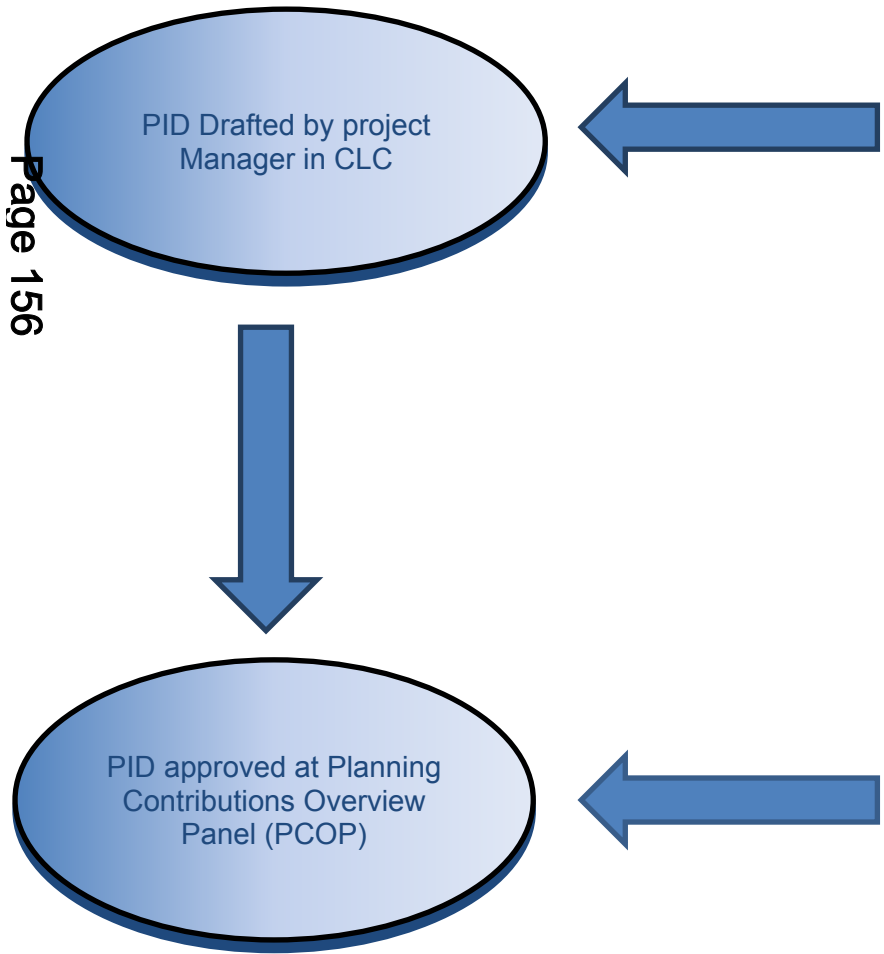 PID Drafted by project
Manager in CLC
Page 156
PID approved at Planning
Contributions Overview
Panel (PCOP)